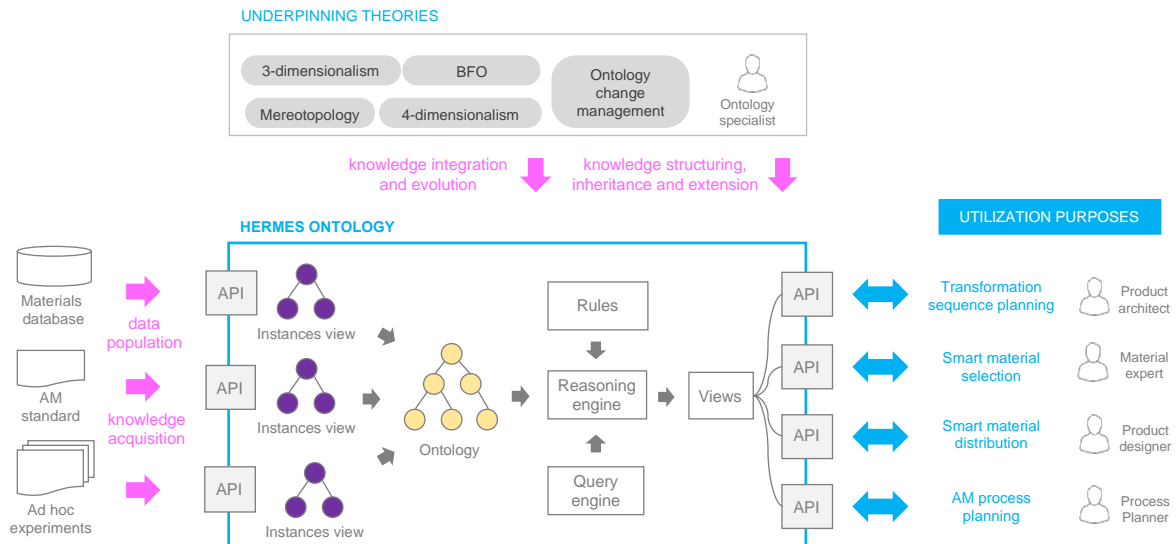 UNDERPINNING THEORIES
3-dimensionalism
BFO
Mereotopology
4-dimensionalism
Ontology
change
management
Ontology
specialist
knowledge integration
and evolution
knowledge structuring,
inheritance and extension
HERMES ONTOLOGY
UTILIZATION PURPOSES
Materials
database
data
population
AM
standard
knowledge
acquisition
Ad hoc
experiments
API
Instances view
API
Instances view
API
Instances view
Ontology
Rules
Reasoning
engine
Query
engine
Views
API
Transformation
sequence planning
Product
architect
API
Smart material
selection
Material
expert
API
Smart material
distribution
Product
designer
API
AM process
planning
Process
Planner